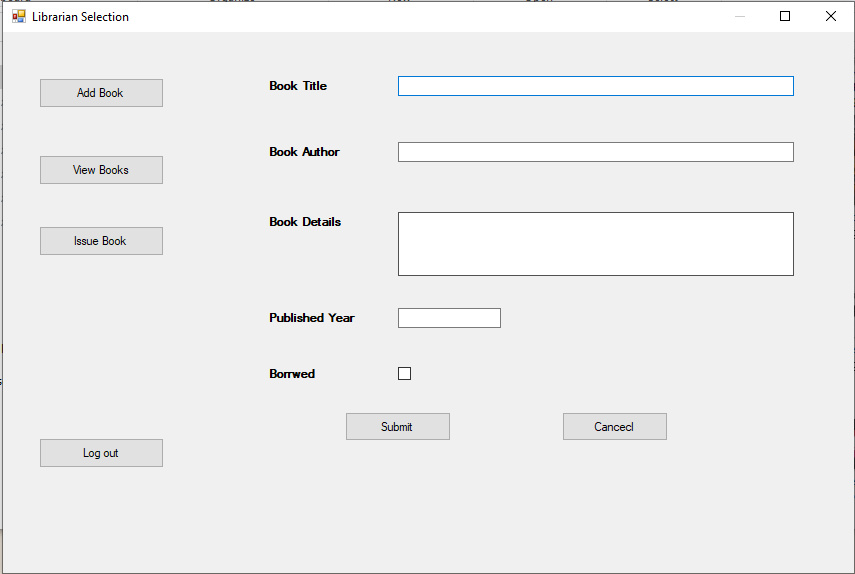 Librarian Selection
Add Book
Book Title
Book Author
View Books
Book Details
Issue Book
Published Year
Borrwed
Submit
Cancecl
Log out